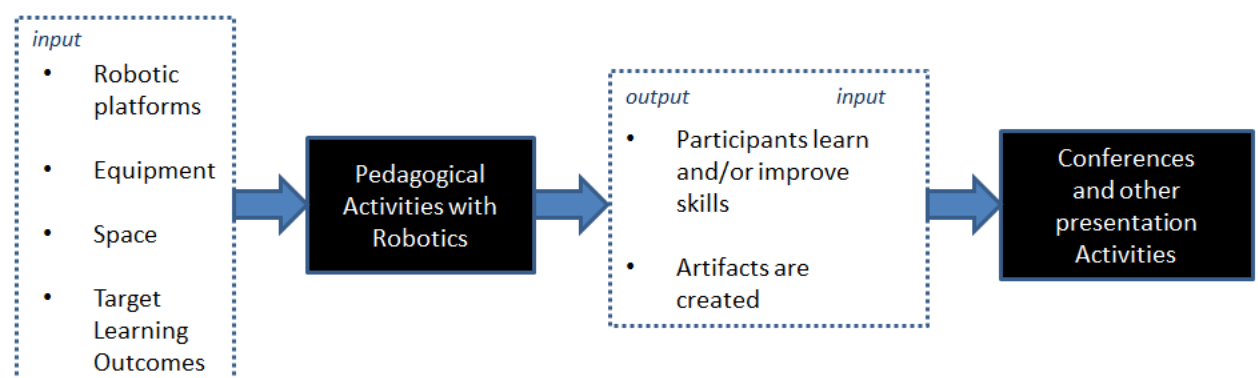 input
• Robotic
platforms
• Equipment
• Space
• Target
Learning
Outcomes
Pedagogical
Activities with
Robotics
output input
• Participants learn
and/or improve
skills
• Artifacts are
created
Conferences
and other
presentation
Activities